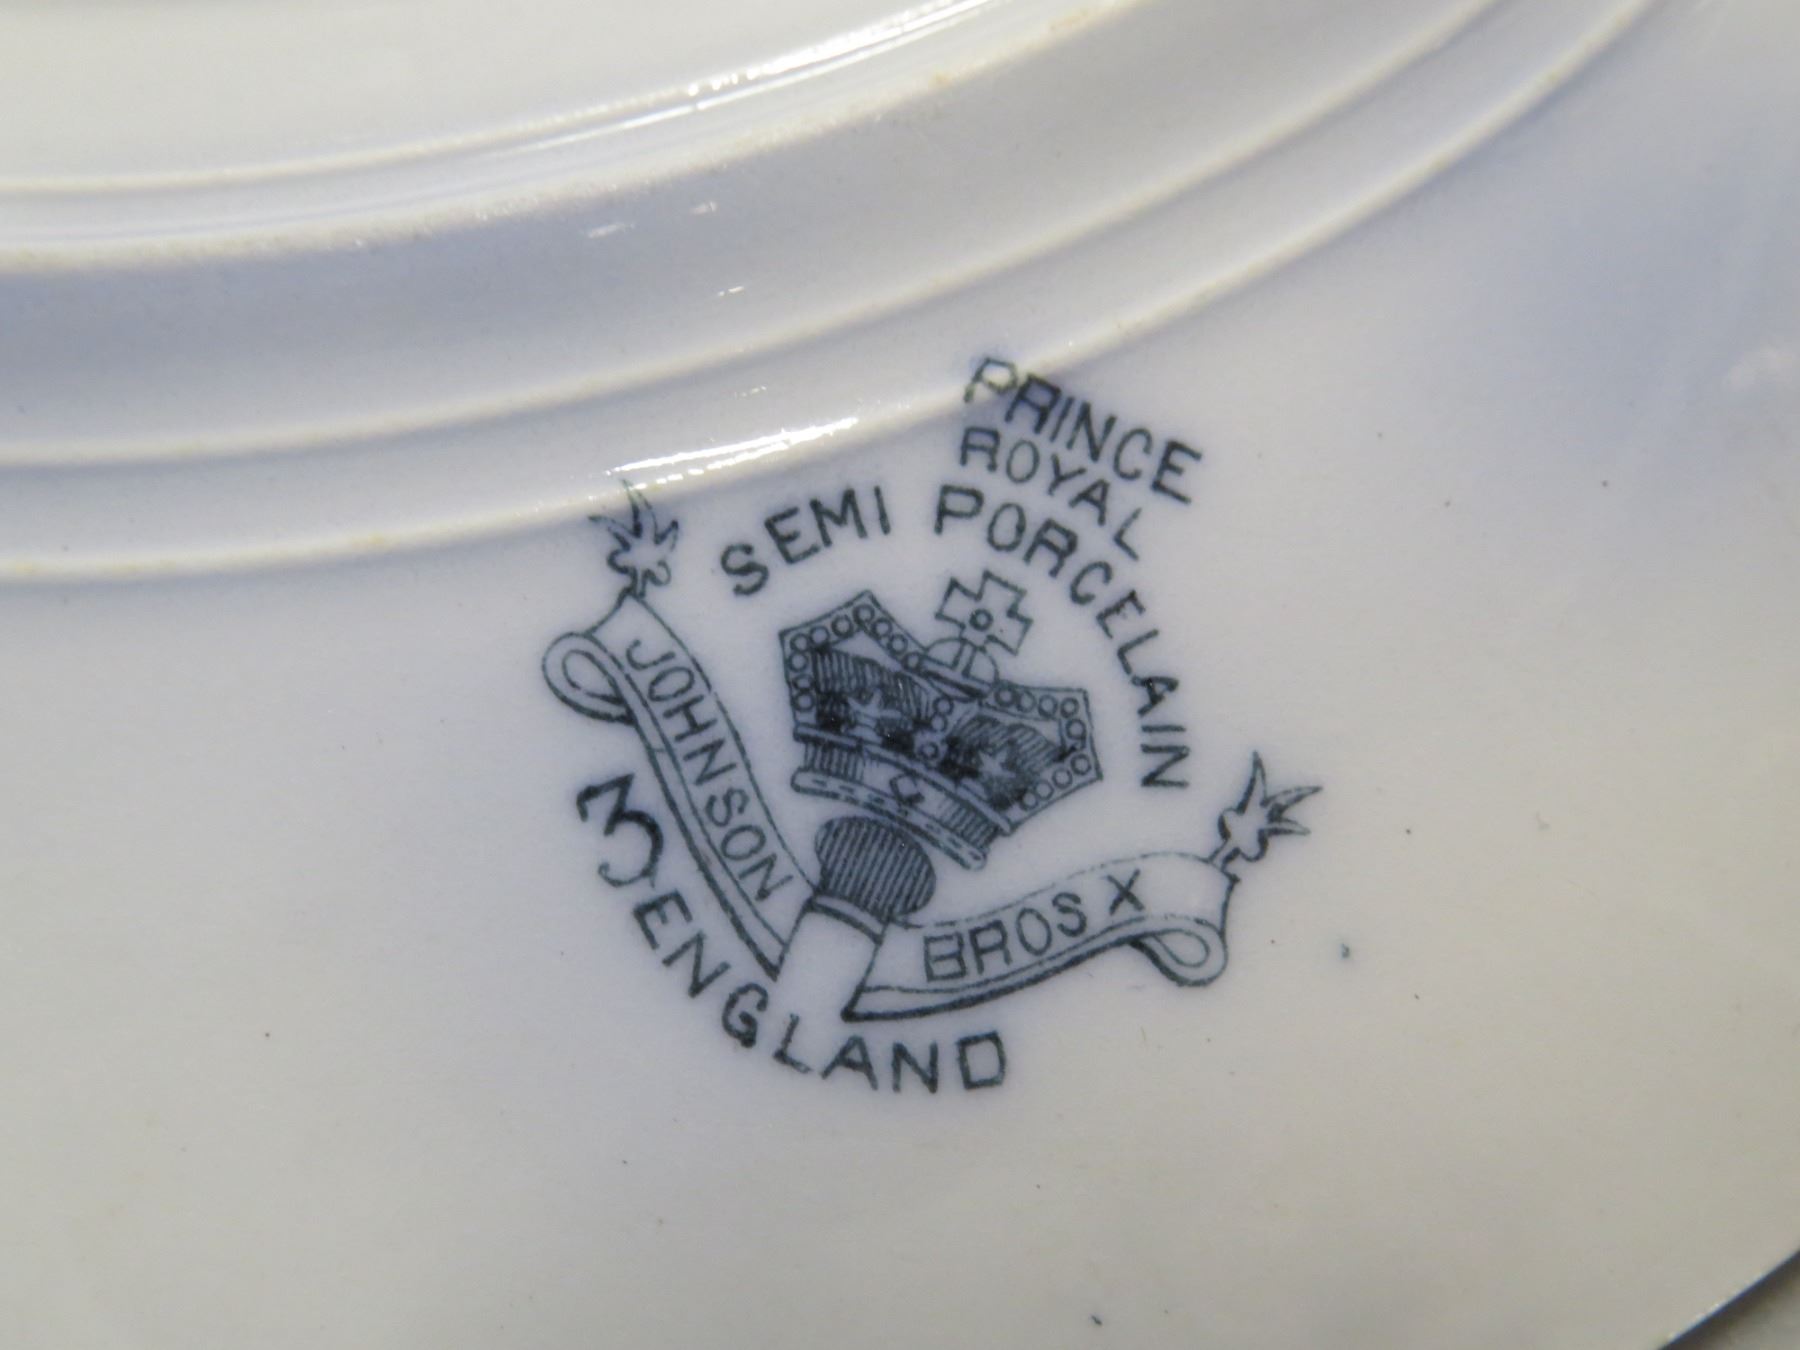 PRINCE
ROYAL
SEMI PORCELAIN
JOHNSON BROS X
3 ENGLAND